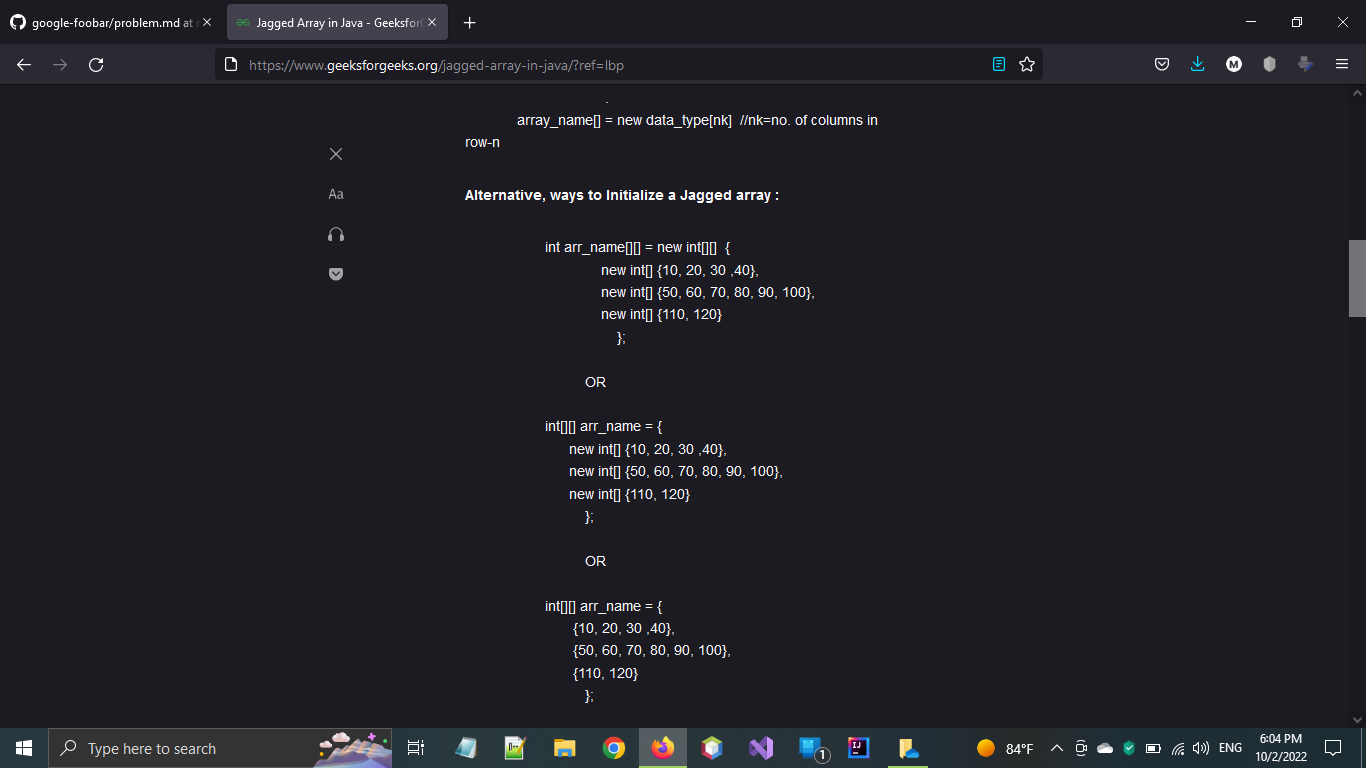 google-foobar/problem.md at
Jagged Array in Java - Geeksfor
https://www.geeksforgeeks.org/jagged-array-in-java/?ref=lbp
M
array_name[] = new data_type[nk]  //nk=no. of columns in
row-n
Aa
Alternative, ways to Initialize a Jagged array :
int arr_name[][] = new int[][]  {
new int[] {10, 20, 30 ,40},
new int[] {50, 60, 70, 80, 90, 100},
new int[] {110, 120}
};
OR
int[][] arr_name = {
new int[] {10, 20, 30 ,40},
new int[] {50, 60, 70, 80, 90, 100},
new int[] {110, 120}
};
OR
int[][] arr_name = {
{10, 20, 30 ,40},
{50, 60, 70, 80, 90, 100},
{110, 120}
};
Type here to search
1
IJ
84°F
ENG
6:04 PM
10/2/2022